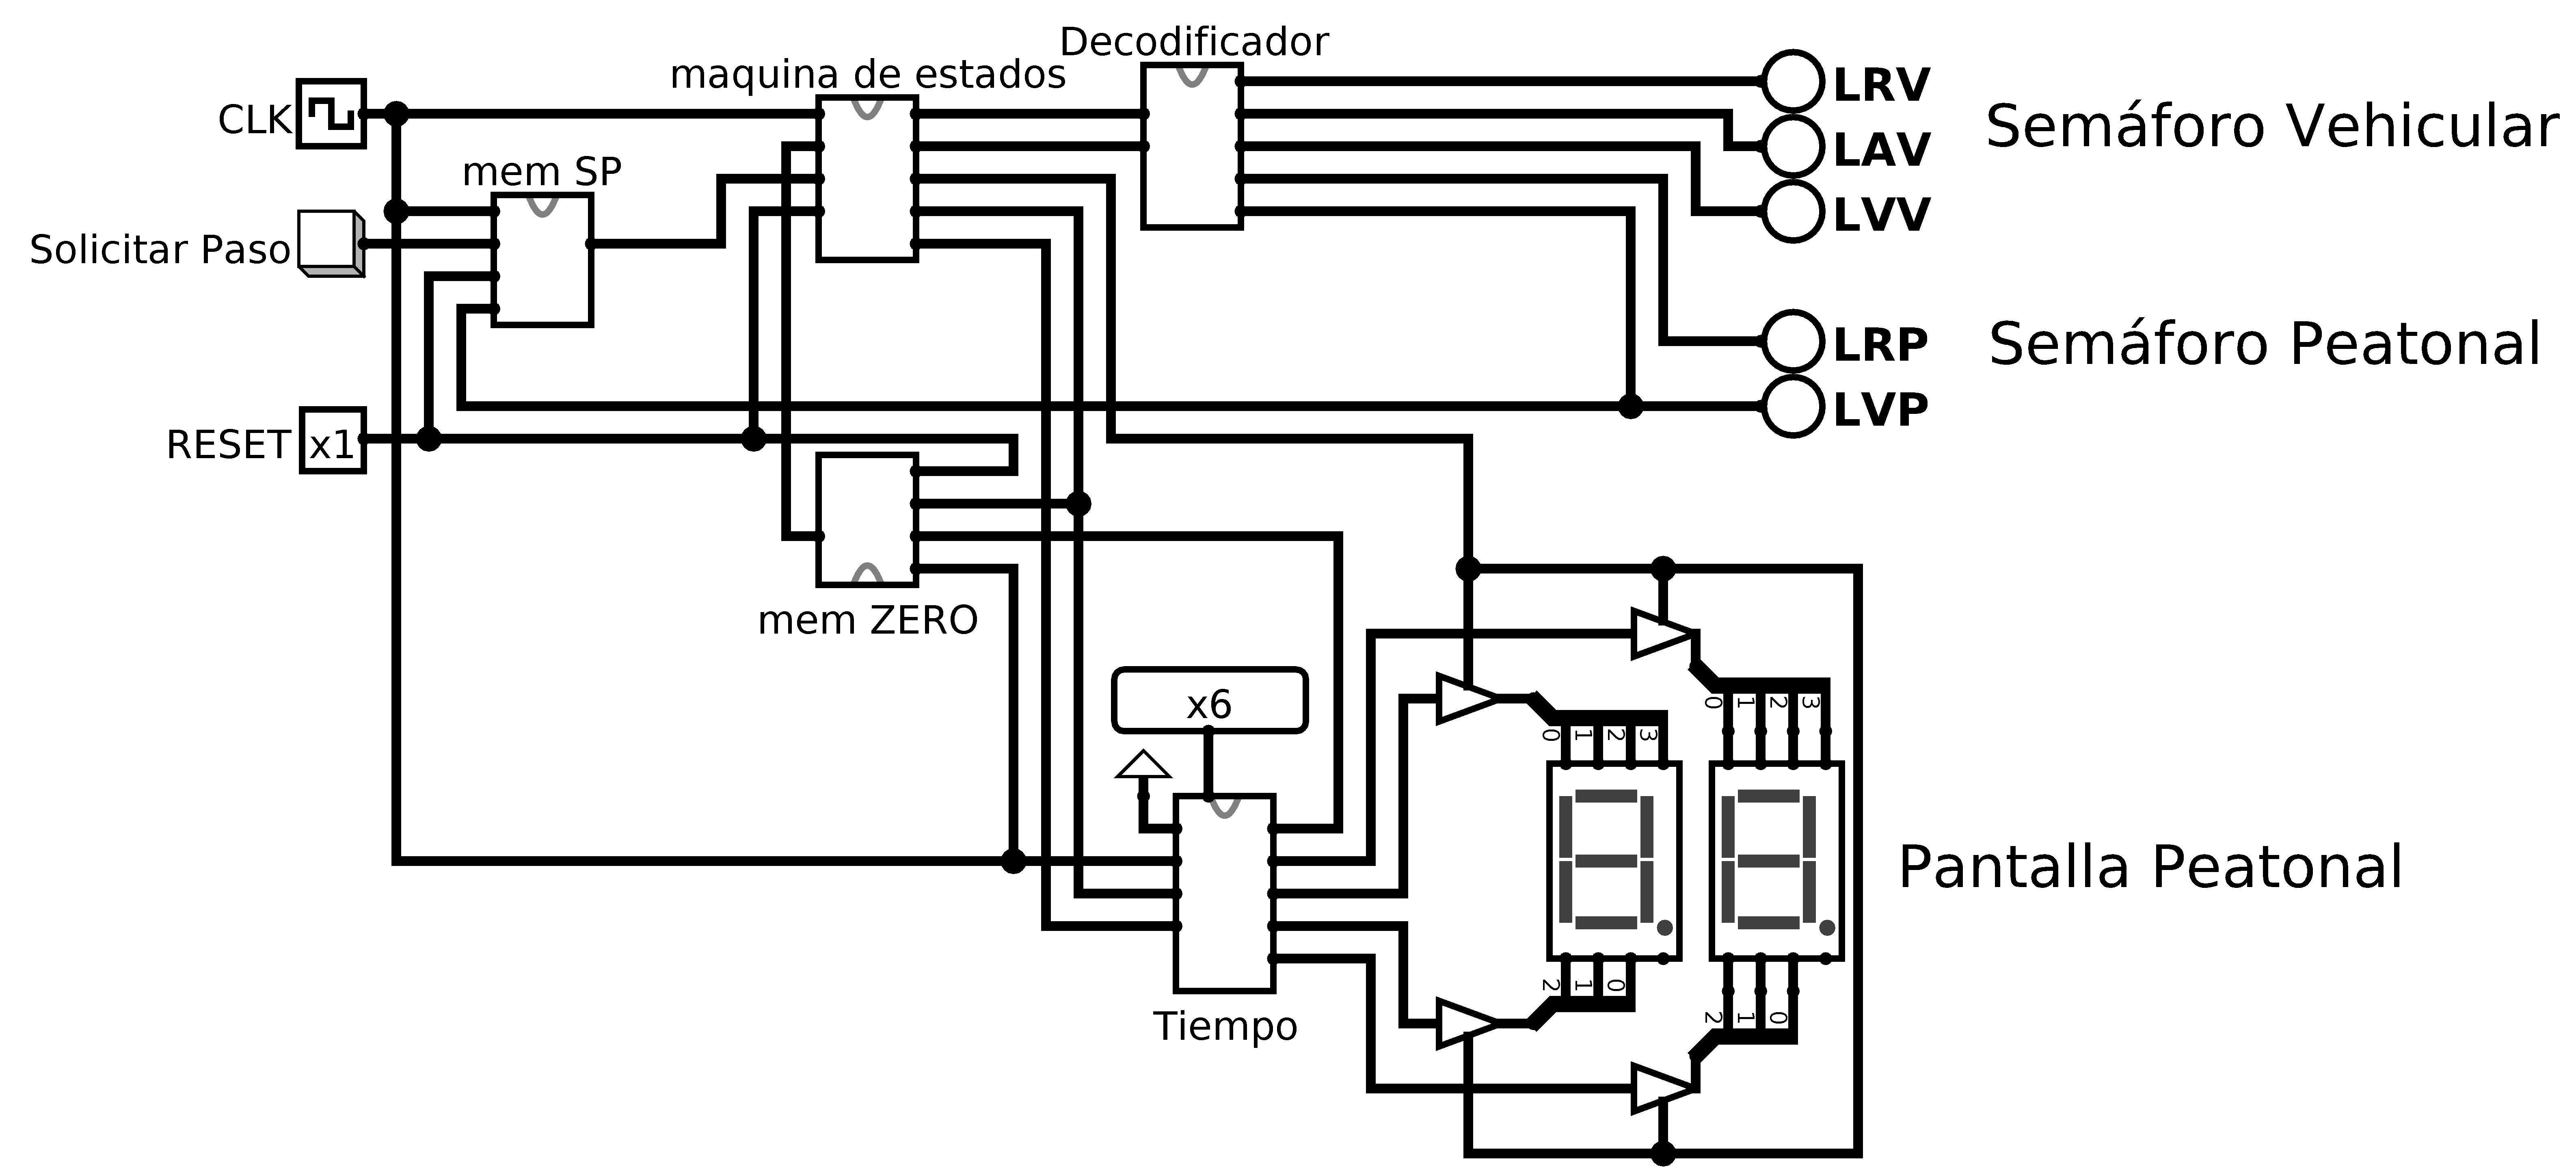 Decodificador
maquina de estados
LRV
CLK
Semáforo Vehicular
LAV
mem SP
LVV
Solicitar Paso
LRP
Semáforo Peatonal
LVP
RESET
x1
mem ZERO
x6
0 1 2 3
0 1 2 3
Pantalla Peatonal
2 1 0
2 1 0
Tiempo